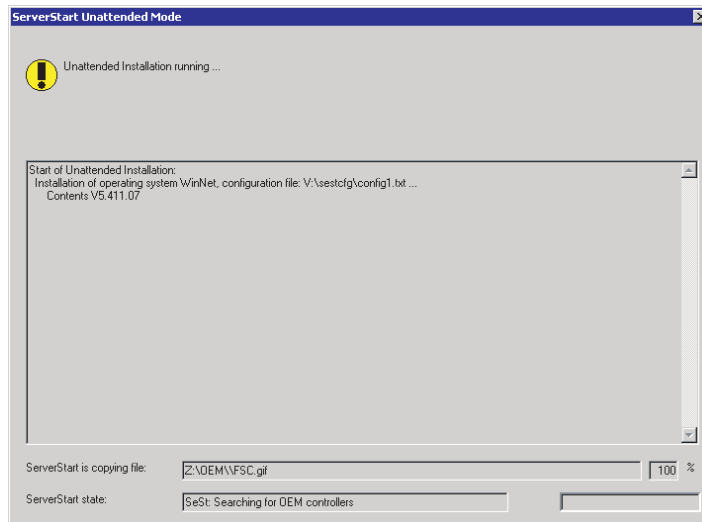 ServerStart Unattended Mode
Unattended Installation running ...
Start of Unattended Installation:
Installation of operating system WinNet, configuration file: V:\sestcfg\config1.txt ...
Contents V5.411.07
ServerStart is copying file: Z:\OEM\\FSC.gif 100 %
ServerStart state: SeSt: Searching for OEM controllers